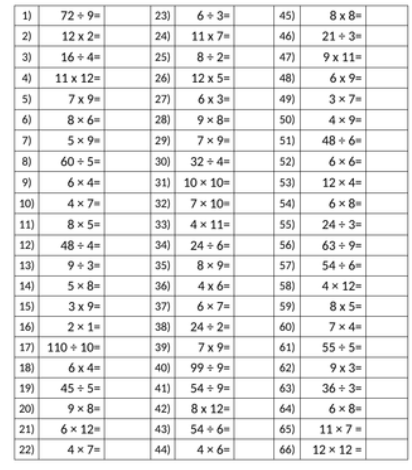 1) 72 ÷ 9= 23) 6 ÷ 3= 45) 8 x 8=
2) 12 x 2= 24) 11 x 7= 46) 21 ÷ 3=
3) 16 ÷ 4= 25) 8 ÷ 2= 47) 9 x 11=
4) 11 x 12= 26) 12 x 5= 48) 6 x 9=
5) 7 x 9= 27) 6 x 3= 49) 3 × 7=
6) 8 × 6= 28) 9 × 8= 50) 4 × 9=
7) 5 × 9= 29) 7 × 9= 51) 48 ÷ 6=
8) 60 ÷ 5= 30) 32 ÷ 4= 52) 6 × 6=
9) 6 × 4= 31) 10 × 10= 53) 12 × 4=
10) 4 × 7= 32) 7 × 10= 54) 6 × 8=
11) 8 × 5= 33) 4 × 11= 55) 24 ÷ 3=
12) 48 ÷ 4= 34) 24 ÷ 6= 56) 63 ÷ 9=
13) 9 ÷ 3= 35) 8 × 9= 57) 54 ÷ 6=
14) 5 × 8= 36) 4 x 6= 58) 4 × 12=
15) 3 x 9= 37) 6 × 7= 59) 8 x 5=
16) 2 × 1= 38) 24 ÷ 2= 60) 7 × 4=
17) 110 ÷ 10= 39) 7 x 9= 61) 55 ÷ 5=
18) 6 x 4= 40) 99 ÷ 9= 62) 9 x 3=
19) 45 ÷ 5= 41) 54 ÷ 9= 63) 36 ÷ 3=
20) 9 × 8= 42) 8 x 12= 64) 6 × 8=
21) 6 × 12= 43) 54 ÷ 6= 65) 11 × 7 =
22) 4 × 7= 44) 4 × 6= 66) 12 × 12 =